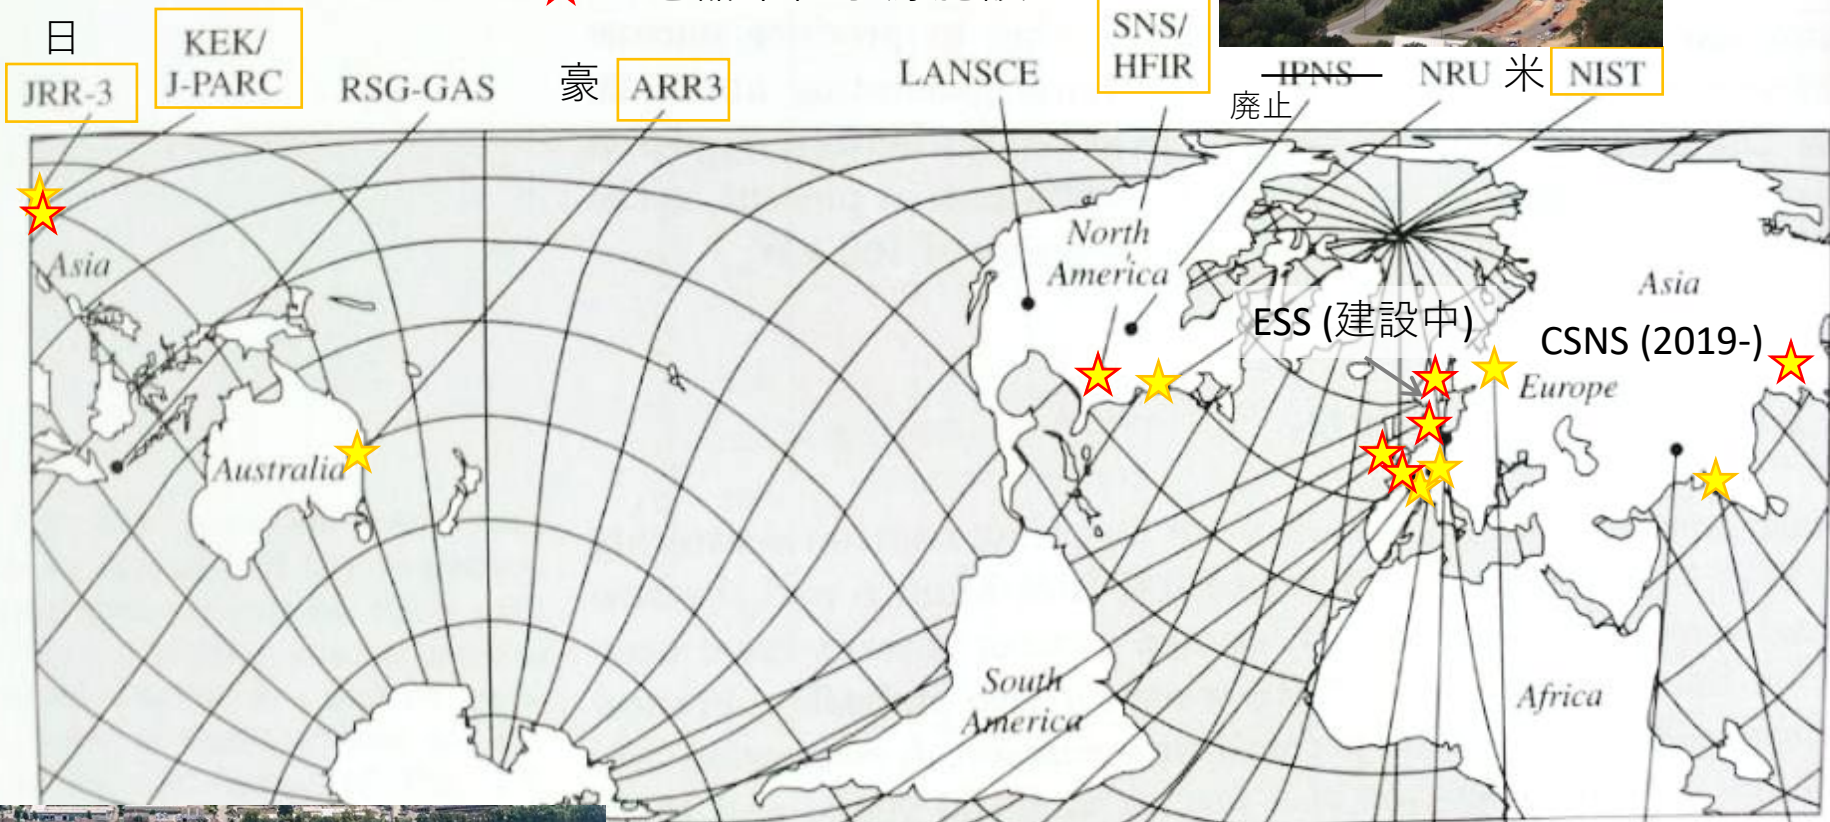 日
KEK/
J-PARC
JRR-3
RSG-GAS
豪
ARR3
LANSCE
SNS/
HFIR
IPNS
廃止
NRU
米
NIST
Asia
Australia
North
America
ESS (建設中)
CSNS (2019-)
Asia
Europe
South
America
Africa